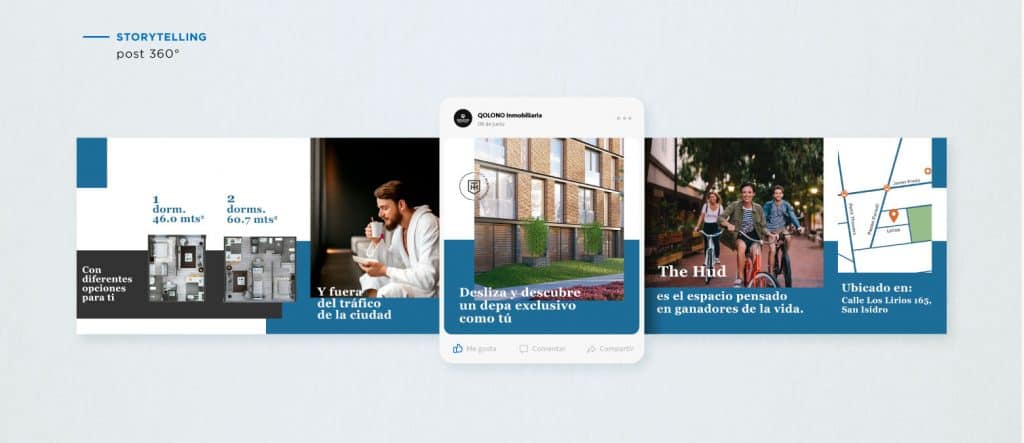 STORYTELLING
post 360°
Con
diferentes
opciones
para ti
1
dorm.
46.0 mts²
2
dorms.
60.7 mts²
Y fuera
del tráfico
de la ciudad
QOLONO Inmobiliaria
Desliza y descubre
un depa exclusivo
como tú
Me gusta
Comentar
Compartir
The Hud
es el espacio pensado
en ganadores de la vida.
Ubicado en:
Calle Los Lirios 165,
San Isidro